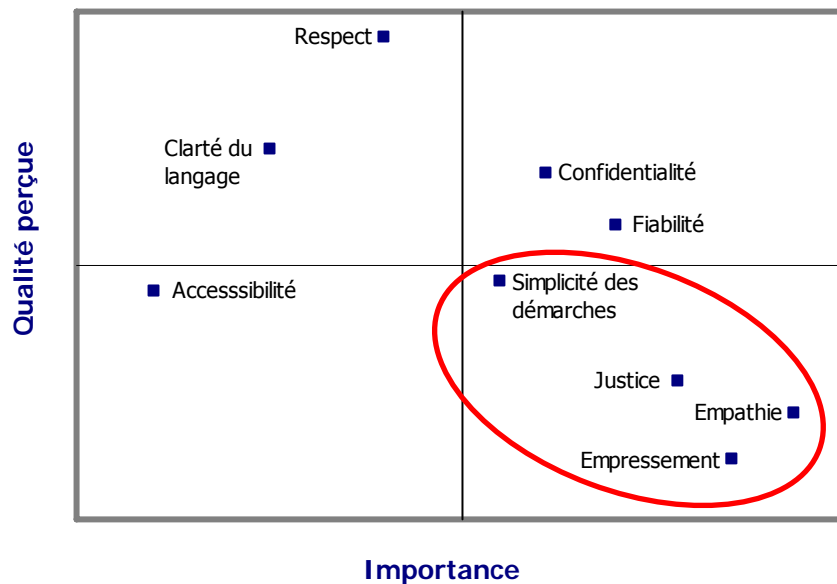 Respect
Clarté du
langage
Confidentialité
Fiabilité
Qualité perçue
Accesssibilité
Simplicité des
démarches
Justice
Empathie
Empressement
Importance